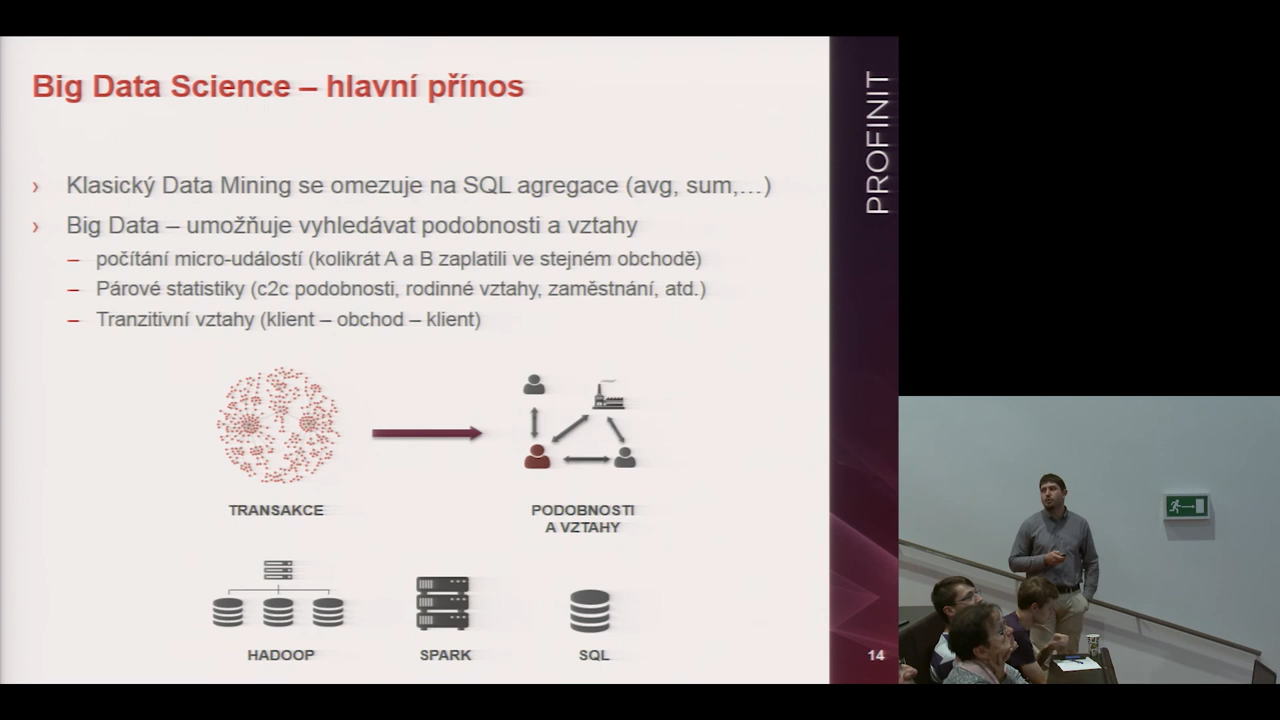 Big Data Science – hlavní přínos
› Klasický Data Mining se omezuje na SQL agregace (avg, sum,…)
› Big Data – umožňuje vyhledávat podobnosti a vztahy
– počítání micro-událostí (kolikrát A a B zaplatili ve stejném obchodě)
– Párové statistiky (c2c podobnosti, rodinné vztahy, zaměstnání, atd.)
– Tranzitivní vztahy (klient – obchod – klient)
TRANSAKCE
PODOBNOSTI
A VZTAHY
HADOOP
SPARK
SQL
PROFINIT
14